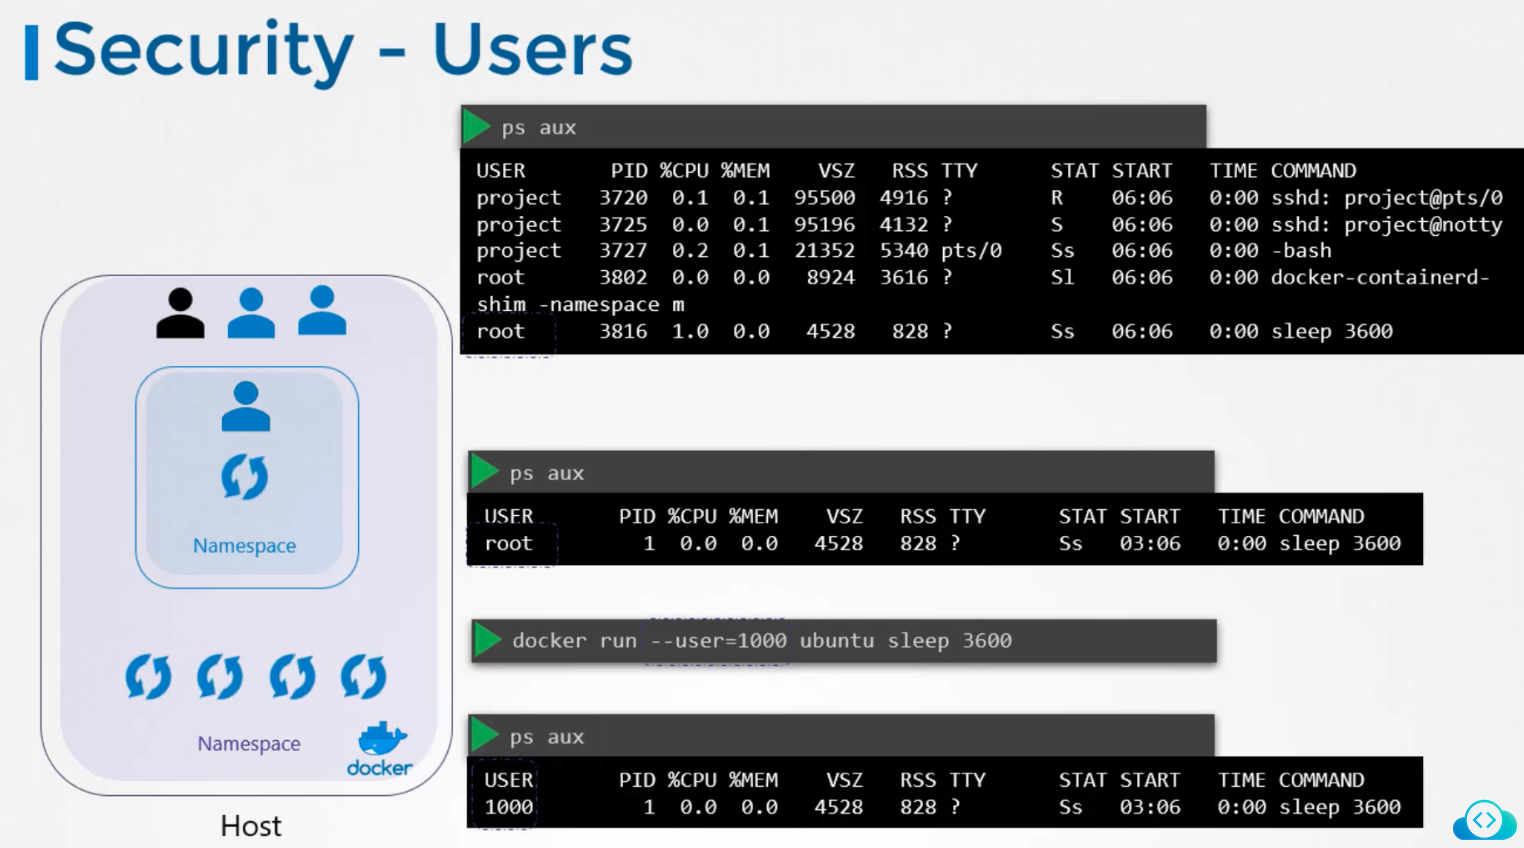 Security - Users
ps aux
USER PID %CPU %MEM VSZ RSS TTY STAT START TIME COMMAND
project 3720 0.1 0.1 95500 4916 ? R 06:06 0:00 sshd: project@pts/0
project 3725 0.0 0.1 95196 4132 ? S 06:06 0:00 sshd: project@notty
project 3727 0.2 0.1 21352 5340 pts/0 Ss 06:06 0:00 -bash
root 3802 0.0 0.0 8924 3616 ? Sl 06:06 0:00 docker-containerd-
shim -namespace m
root 3816 1.0 0.0 4528 828 ? Ss 06:06 0:00 sleep 3600
ps aux
USER PID %CPU %MEM VSZ RSS TTY STAT START TIME COMMAND
root 1 0.0 0.0 4528 828 ? Ss 03:06 0:00 sleep 3600
docker run --user=1000 ubuntu sleep 3600
ps aux
USER PID %CPU %MEM VSZ RSS TTY STAT START TIME COMMAND
1000 1 0.0 0.0 4528 828 ? Ss 03:06 0:00 sleep 3600
Namespace
Namespace
docker
Host